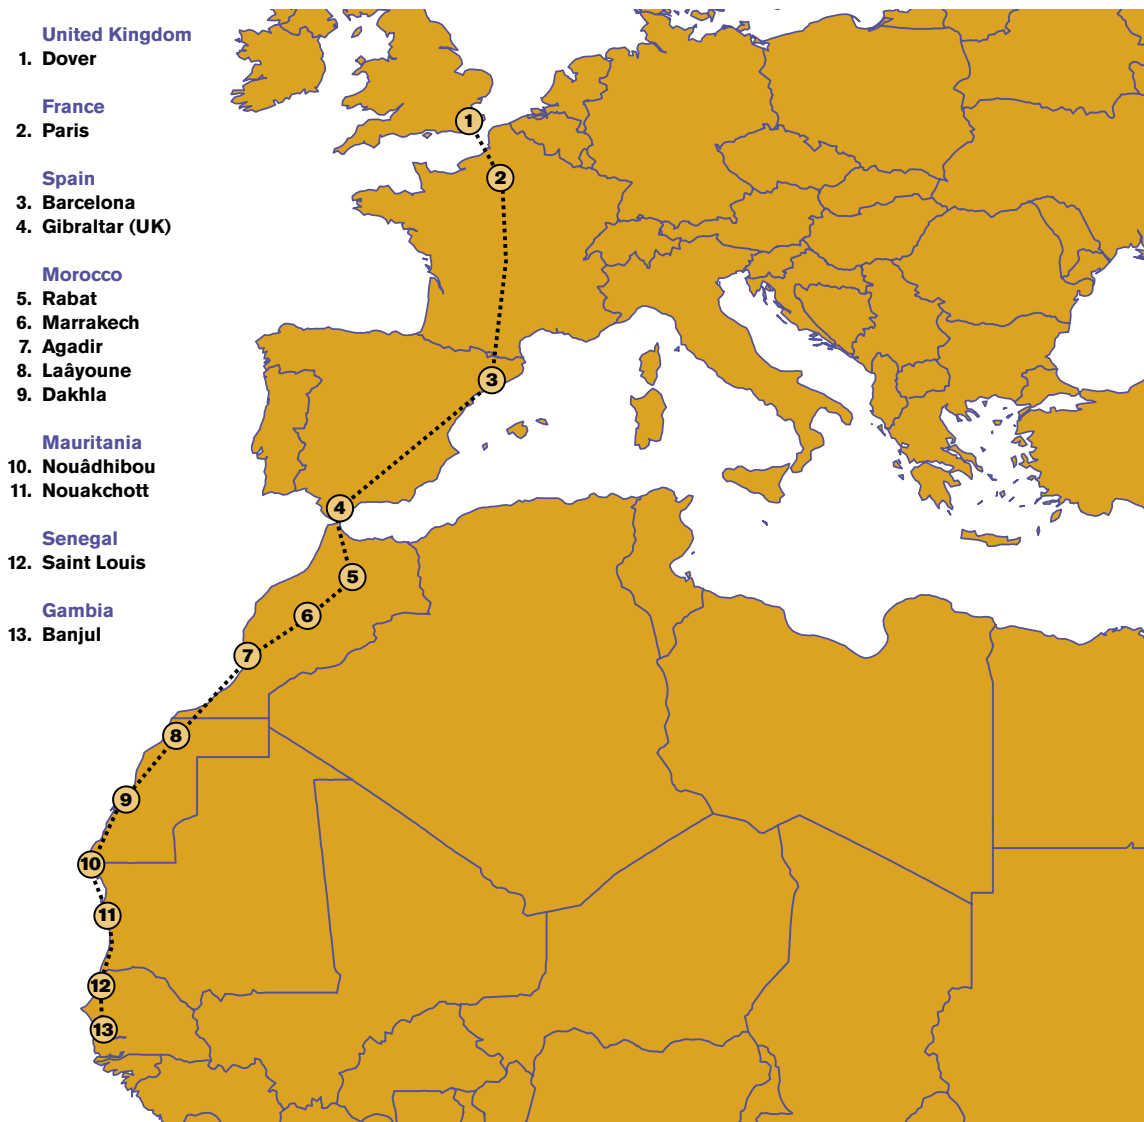 United Kingdom
1. Dover
France
2. Paris
Spain
3. Barcelona
4. Gibraltar (UK)
Morocco
5. Rabat
6. Marrakech
7. Agadir
8. Laâyoune
9. Dakhla
Mauritania
10. Nouâdhibou
11. Nouakchott
Senegal
12. Saint Louis
Gambia
13. Banjul
1
2
3
4
5
6
7
8
9
10
11
12
13